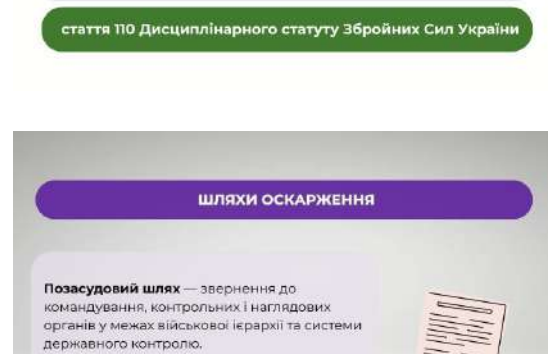 стаття 110 Дисциплінарного статуту Збройних Сил України
ШЛЯХИ ОСКАРЖЕННЯ
Позасудовий шлях — звернення до
командування, контрольних і наглядових
органів у межах військової ієрархії та системи
державного контролю.